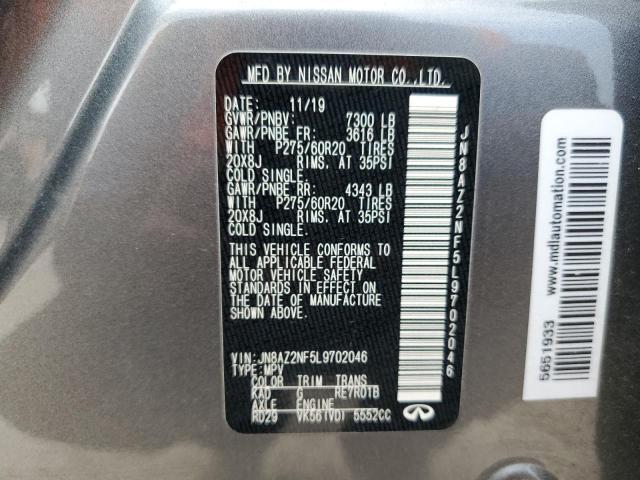 MFD BY NISSAN MOTOR CO.,LTD.
DATE: 11/19
GVWR/PNBV: 7300 LB
GAWR/PNBE FR: 3616 LB
WITH P275/60R20 TIRES
20X8J RIMS, AT 35PSI
COLD SINGLE.
GAWR/PNBE RR: 4343 LB
WITH P275/60R20 TIRES
20X8J RIMS, AT 35PSI
COLD SINGLE.
THIS VEHICLE CONFORMS TO
ALL APPLICABLE FEDERAL
MOTOR VEHICLE SAFETY
STANDARDS IN EFFECT ON
THE DATE OF MANUFACTURE
SHOWN ABOVE.
VIN:JN8AZ2NF5L9702046
TYPE:MPV
COLOR TRIM TRANS
KAD G RE7R01B
AXLE ENGINE
RD29 VK56(VD) 5552CC
JN8AZ2NF5L9702046
www.mdlautomation.com
5651933